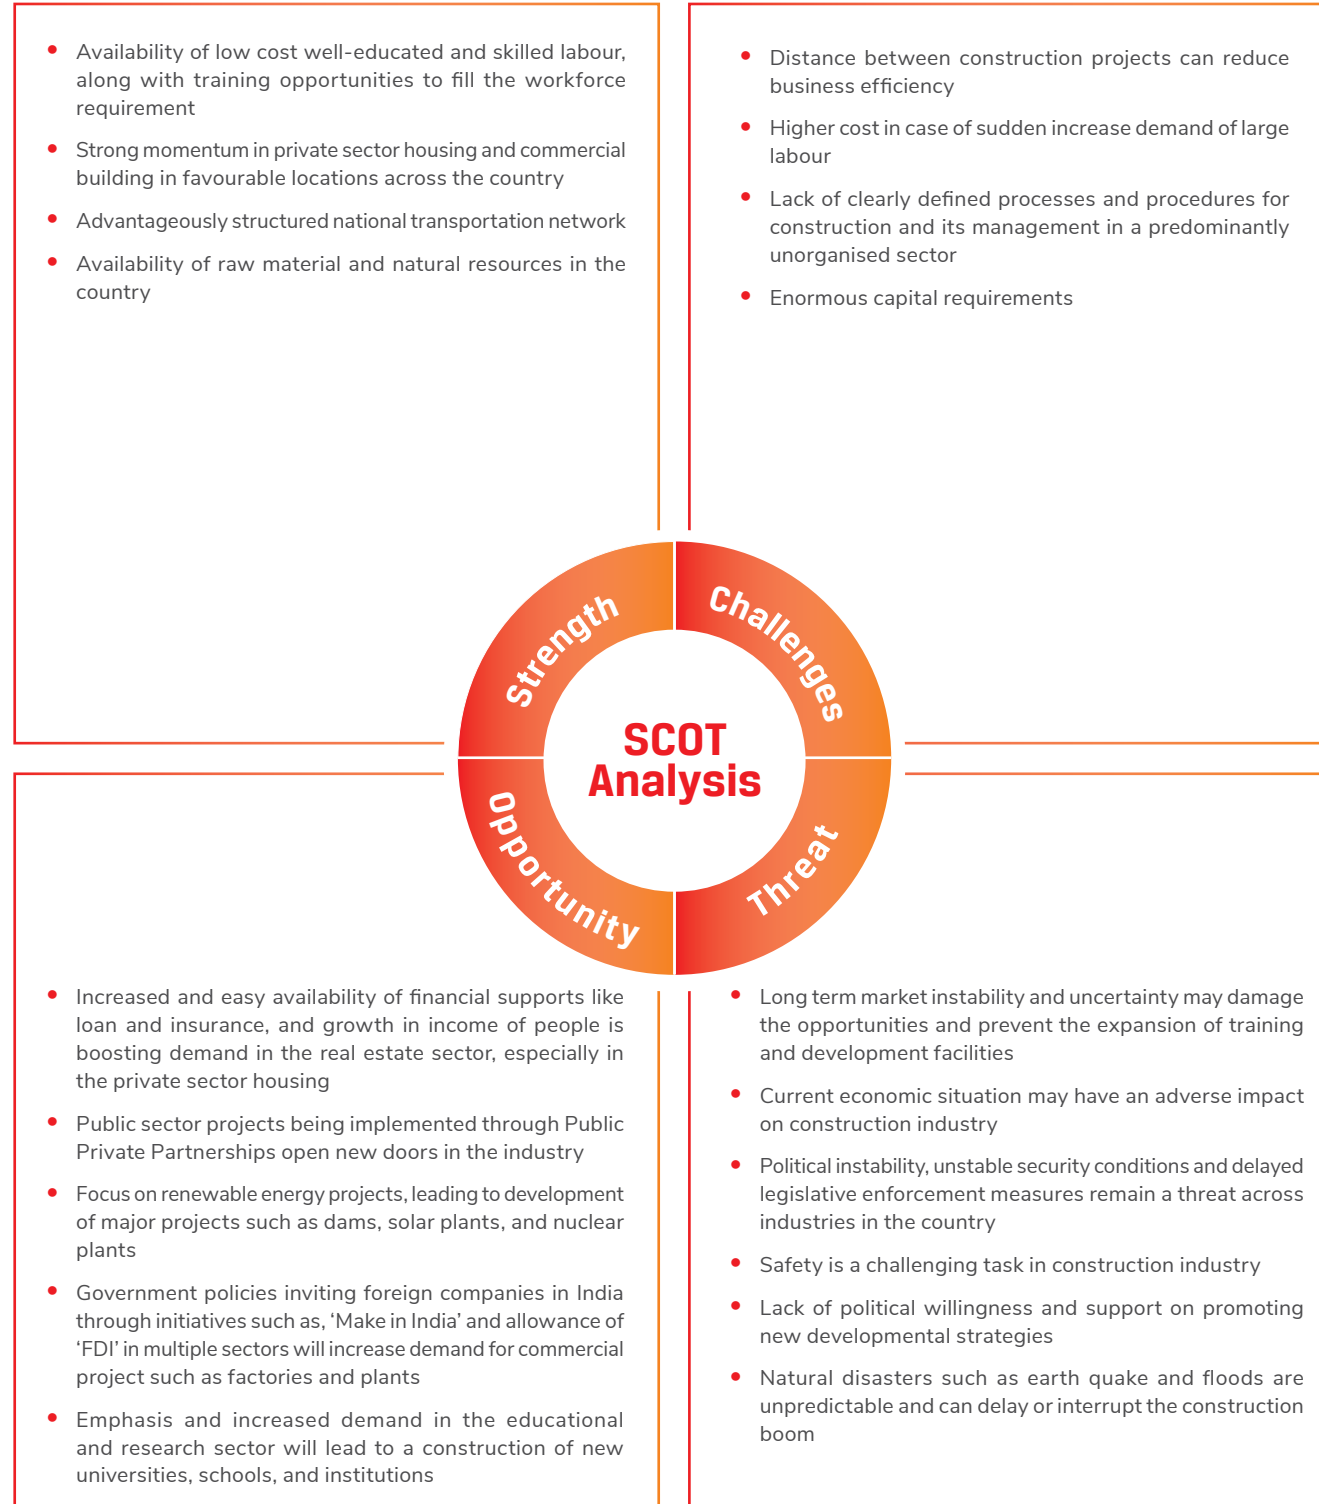 Availability of low cost well-educated and skilled labour,
along with training opportunities to fill the workforce
requirement
Strong momentum in private sector housing and commercial
building in favourable locations across the country
Advantageously structured national transportation network
Availability of raw material and natural resources in the
country
Distance between construction projects can reduce
business efficiency
Higher cost in case of sudden increase demand of large
labour
Lack of clearly defined processes and procedures for
construction and its management in a predominantly
unorganised sector
Enormous capital requirements
Strength
Challenges
SCOT
Analysis
Opportunity
Threat
Increased and easy availability of financial supports like
loan and insurance, and growth in income of people is
boosting demand in the real estate sector, especially in
the private sector housing
Public sector projects being implemented through Public
Private Partnerships open new doors in the industry
Focus on renewable energy projects, leading to development
of major projects such as dams, solar plants, and nuclear
plants
Government policies inviting foreign companies in India
through initiatives such as, ‘Make in India’ and allowance of
‘FDI’ in multiple sectors will increase demand for commercial
project such as factories and plants
Emphasis and increased demand in the educational
and research sector will lead to a construction of new
universities, schools, and institutions
Long term market instability and uncertainty may damage
the opportunities and prevent the expansion of training
and development facilities
Current economic situation may have an adverse impact
on construction industry
Political instability, unstable security conditions and delayed
legislative enforcement measures remain a threat across
industries in the country
Safety is a challenging task in construction industry
Lack of political willingness and support on promoting
new developmental strategies
Natural disasters such as earth quake and floods are
unpredictable and can delay or interrupt the construction
boom